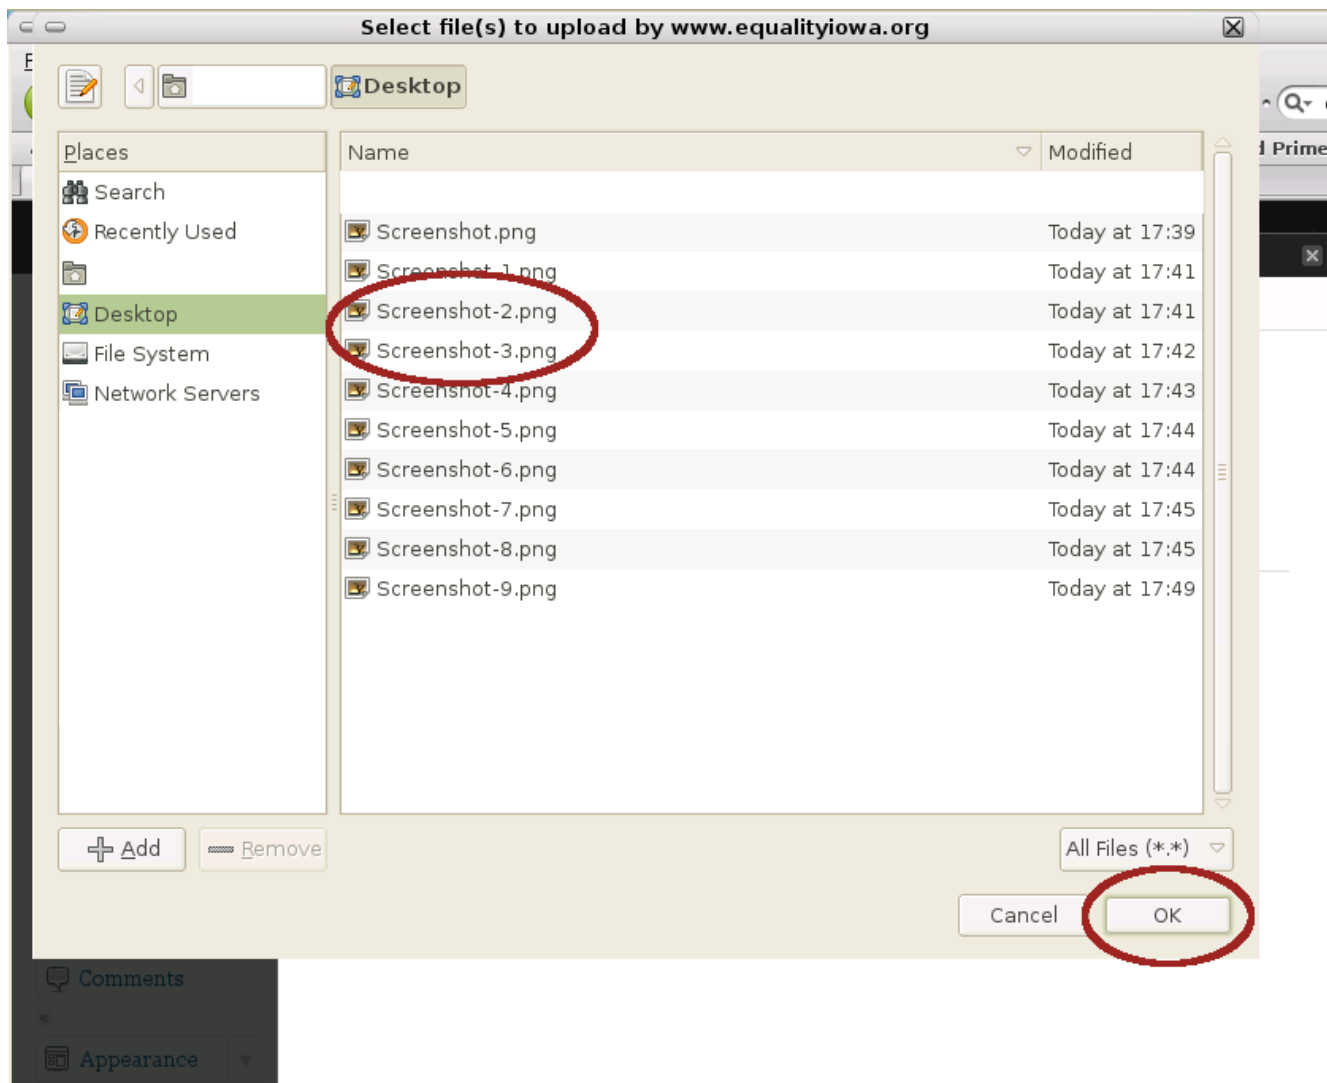 Select file(s) to upload by www.equalityiowa.org
Desktop
Places
Search
Recently Used
Desktop
File System
Network Servers
Name Modified
Screenshot.png Today at 17:39
Screenshot-1.png Today at 17:41
Screenshot-2.png Today at 17:41
Screenshot-3.png Today at 17:42
Screenshot-4.png Today at 17:43
Screenshot-5.png Today at 17:44
Screenshot-6.png Today at 17:44
Screenshot-7.png Today at 17:45
Screenshot-8.png Today at 17:45
Screenshot-9.png Today at 17:49
Add Remove
All Files (*.*)
Cancel OK
Prime
Comments
Appearance